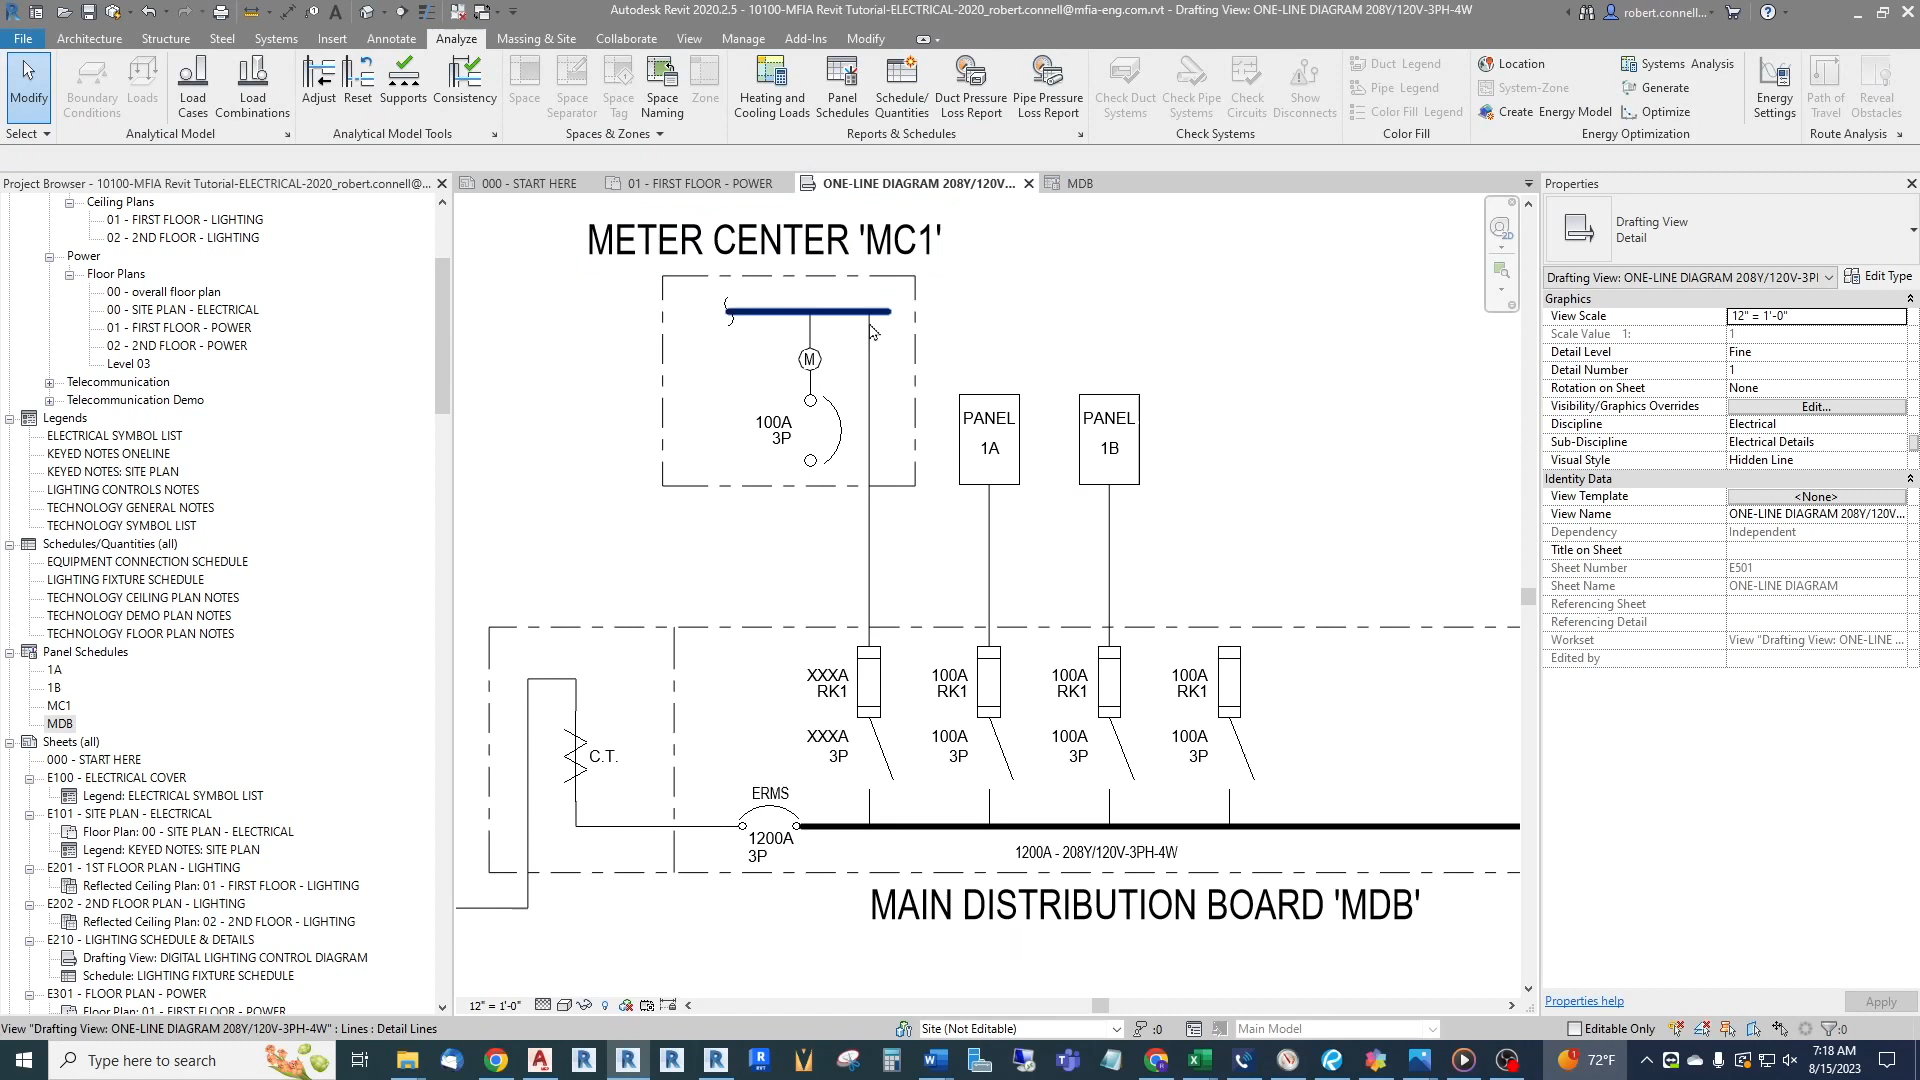 Autodesk Revit 2020.2.5 - 10100-MFIA Revit Tutorial-ELECTRICAL-2020_robert.connell@mfia-eng.com.rvt - Drafting View: ONE-LINE DIAGRAM 208Y/120V-3PH-4W
robert.connell...
File Architecture Structure Steel Systems Insert Annotate Analyze Massing & Site Collaborate View Manage Add-Ins Modify
Modify
Boundary Conditions
Loads
Load Cases
Load Combinations
Adjust
Reset
Supports
Consistency
Space
Space Separator
Space Tag
Space Naming
Zone
Heating and Cooling Loads
Panel Schedules
Schedule/ Quantities
Duct Pressure Loss Report
Pipe Pressure Loss Report
Check Duct Systems
Check Pipe Systems
Check Circuits
Show Disconnects
Duct Legend
Pipe Legend
Color Fill Legend
Location
System-Zone
Create Energy Model
Systems Analysis
Generate
Optimize
Energy Settings
Path of Travel
Reveal Obstacles
Select
Analytical Model
Analytical Model Tools
Spaces & Zones
Reports & Schedules
Check Systems
Color Fill
Energy Optimization
Route Analysis
Project Browser - 10100-MFIA Revit Tutorial-ELECTRICAL-2020_robert.connell@...
Ceiling Plans
01 - FIRST FLOOR - LIGHTING
02 - 2ND FLOOR - LIGHTING
Power
Floor Plans
00 - overall floor plan
00 - SITE PLAN - ELECTRICAL
01 - FIRST FLOOR - POWER
02 - 2ND FLOOR - POWER
Level 03
Telecommunication
Telecommunication Demo
Legends
ELECTRICAL SYMBOL LIST
KEYED NOTES ONELINE
KEYED NOTES: SITE PLAN
LIGHTING CONTROLS NOTES
TECHNOLOGY GENERAL NOTES
TECHNOLOGY SYMBOL LIST
Schedules/Quantities (all)
EQUIPMENT CONNECTION SCHEDULE
LIGHTING FIXTURE SCHEDULE
TECHNOLOGY CEILING PLAN NOTES
TECHNOLOGY DEMO PLAN NOTES
TECHNOLOGY FLOOR PLAN NOTES
Panel Schedules
1A
1B
MC1
MDB
Sheets (all)
000 - START HERE
E100 - ELECTRICAL COVER
Legend: ELECTRICAL SYMBOL LIST
E101 - SITE PLAN - ELECTRICAL
Floor Plan: 00 - SITE PLAN - ELECTRICAL
Legend: KEYED NOTES: SITE PLAN
E201 - 1ST FLOOR PLAN - LIGHTING
Reflected Ceiling Plan: 01 - FIRST FLOOR - LIGHTING
E202 - 2ND FLOOR PLAN - LIGHTING
Reflected Ceiling Plan: 02 - 2ND FLOOR - LIGHTING
E210 - LIGHTING SCHEDULE & DETAILS
Drafting View: DIGITAL LIGHTING CONTROL DIAGRAM
Schedule: LIGHTING FIXTURE SCHEDULE
E301 - FLOOR PLAN - POWER
Floor Plan: 01 - FIRST FLOOR - POWER
000 - START HERE
01 - FIRST FLOOR - POWER
ONE-LINE DIAGRAM 208Y/120V...
MDB
METER CENTER 'MC1'
M
100A
3P
PANEL
1A
PANEL
1B
XXXA
RK1
100A
RK1
100A
RK1
100A
RK1
XXXA
3P
100A
3P
100A
3P
100A
3P
C.T.
ERMS
1200A
3P
1200A - 208Y/120V-3PH-4W
MAIN DISTRIBUTION BOARD 'MDB'
2D
12" = 1'-0"
Properties
Drafting View
Detail
Drafting View: ONE-LINE DIAGRAM 208Y/120V-3PI
Edit Type
Graphics
View Scale 12" = 1'-0"
Scale Value 1: 1
Detail Level Fine
Detail Number 1
Rotation on Sheet None
Visibility/Graphics Overrides Edit...
Discipline Electrical
Sub-Discipline Electrical Details
Visual Style Hidden Line
Identity Data
View Template <None>
View Name ONE-LINE DIAGRAM 208Y/120V...
Dependency Independent
Title on Sheet
Sheet Number E501
Sheet Name ONE-LINE DIAGRAM
Referencing Sheet
Referencing Detail
Workset View "Drafting View: ONE-LINE ...
Edited by
Properties help
Apply
View "Drafting View: ONE-LINE DIAGRAM 208Y/120V-3PH-4W" : Lines : Detail Lines
Site (Not Editable)
:0
Main Model
Editable Only
:0
Type here to search
72°F
7:18 AM
8/15/2023